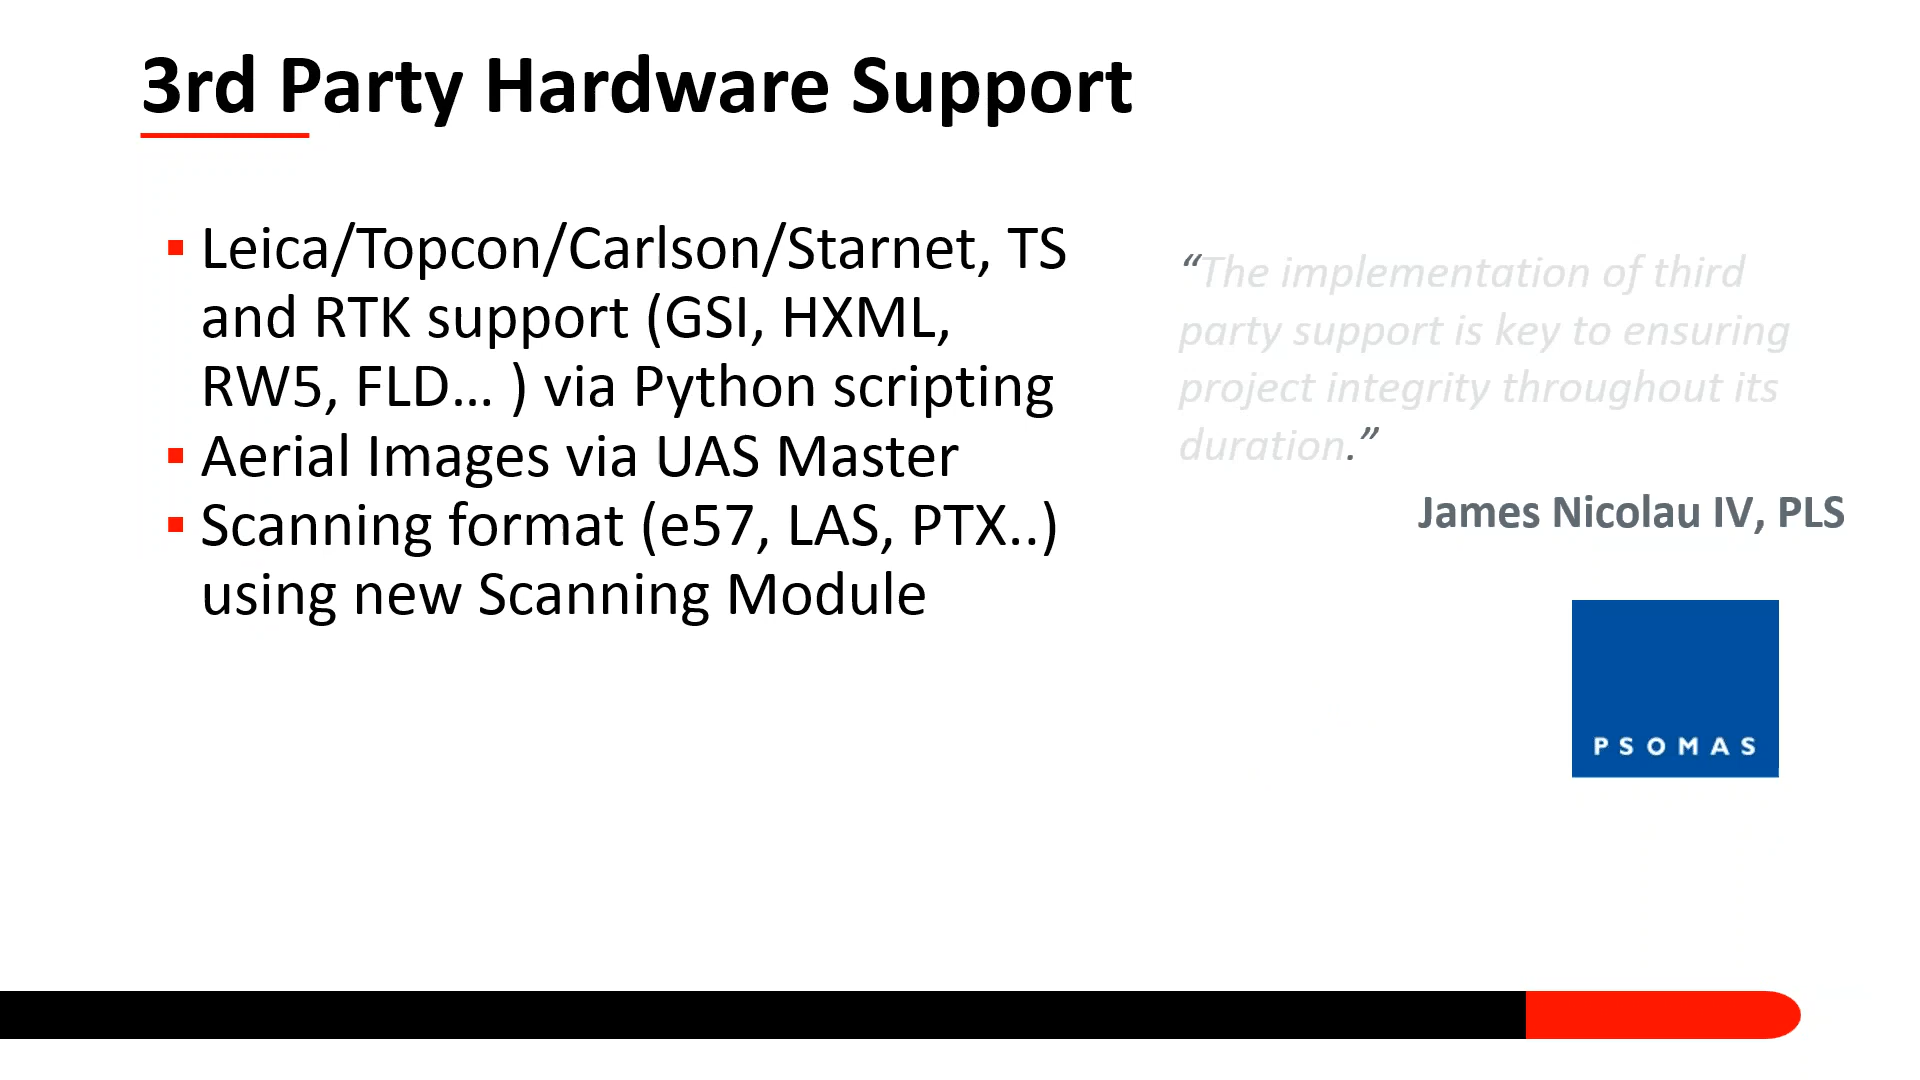 3rd Party Hardware Support
Leica/Topcon/Carlson/Starnet, TS
and RTK support (GSI, HXML,
RW5, FLD... ) via Python scripting
Aerial Images via UAS Master
Scanning format (e57, LAS, PTX..)
using new Scanning Module
“The implementation of third
party support is key to ensuring
project integrity throughout its
duration.”
James Nicolau IV, PLS
PSOMAS